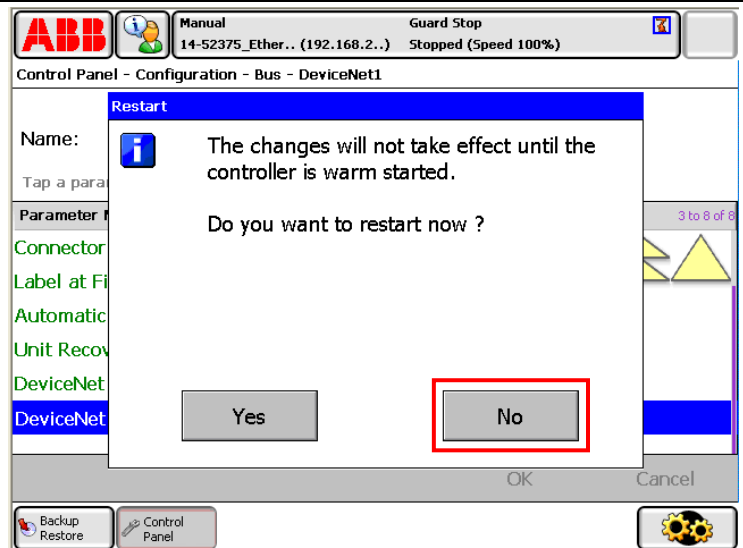 ABB
Manual
Guard Stop
14-52375_Ether.. (192.168.2..)
Stopped (Speed 100%)
Control Panel - Configuration - Bus - DeviceNet1
Restart
Name:
The changes will not take effect until the
controller is warm started.
Tap a para
Do you want to restart now ?
Parameter
3 to 8 of 8
Connector
Label at Fi
Automatic
Unit Recov
DeviceNet
DeviceNet
Yes
No
OK
Cancel
Backup
Restore
Control
Panel